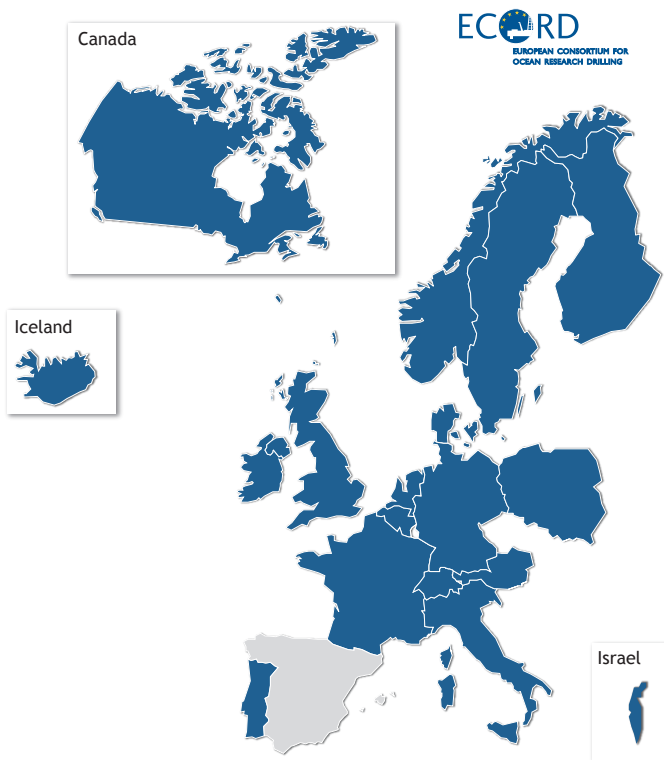 Canada
ECORD
EUROPEAN CONSORTIUM FOR
OCEAN RESEARCH DRILLING
Iceland
Israel